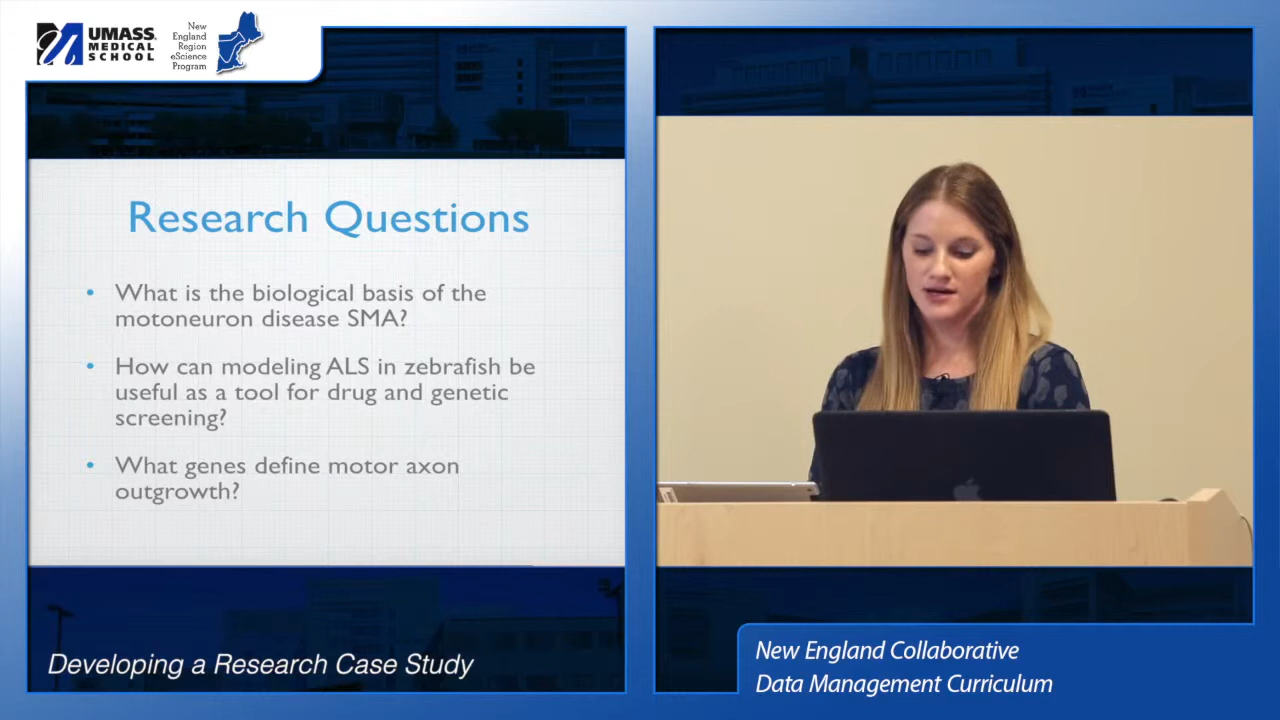 UMASS
MEDICAL
SCHOOL
New
England
Region
eScience
Program
Research Questions
• What is the biological basis of the
motoneuron disease SMA?
• How can modeling ALS in zebrafish be
useful as a tool for drug and genetic
screening?
• What genes define motor axon
outgrowth?
Developing a Research Case Study
New England Collaborative
Data Management Curriculum